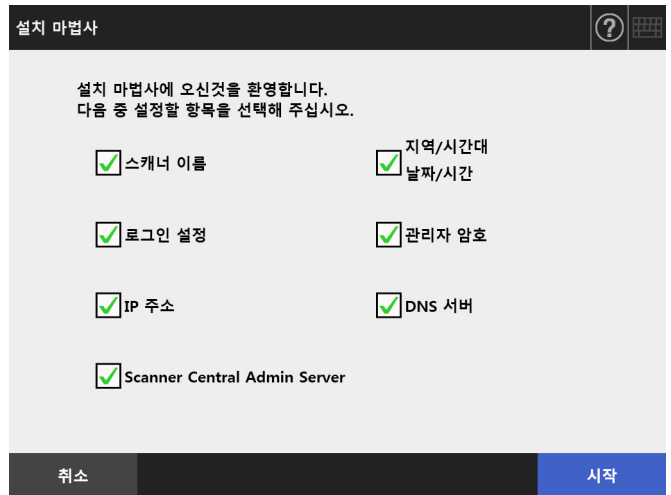 설치 마법사
?
설치 마법사에 오신것을 환영합니다.
다음 중 설정할 항목을 선택해 주십시오.
스캐너 이름
지역/시간대
날짜/시간
로그인 설정
관리자 암호
IP 주소
DNS 서버
Scanner Central Admin Server
취소
시작